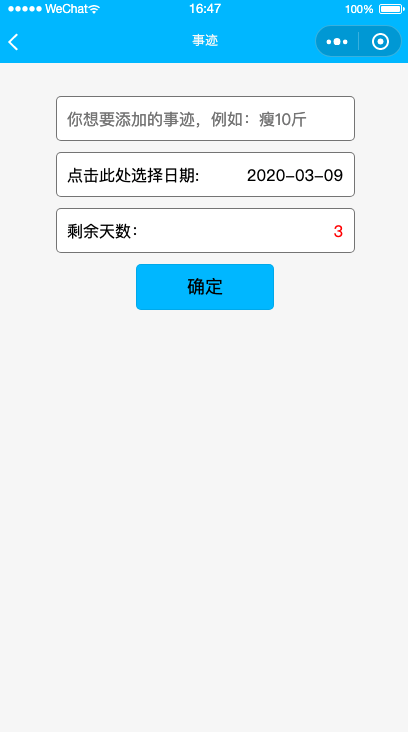 WeChat 16:47 100%
事迹
你想要添加的事迹，例如：瘦10斤
点击此处选择日期: 2020-03-09
剩余天数： 3
确定